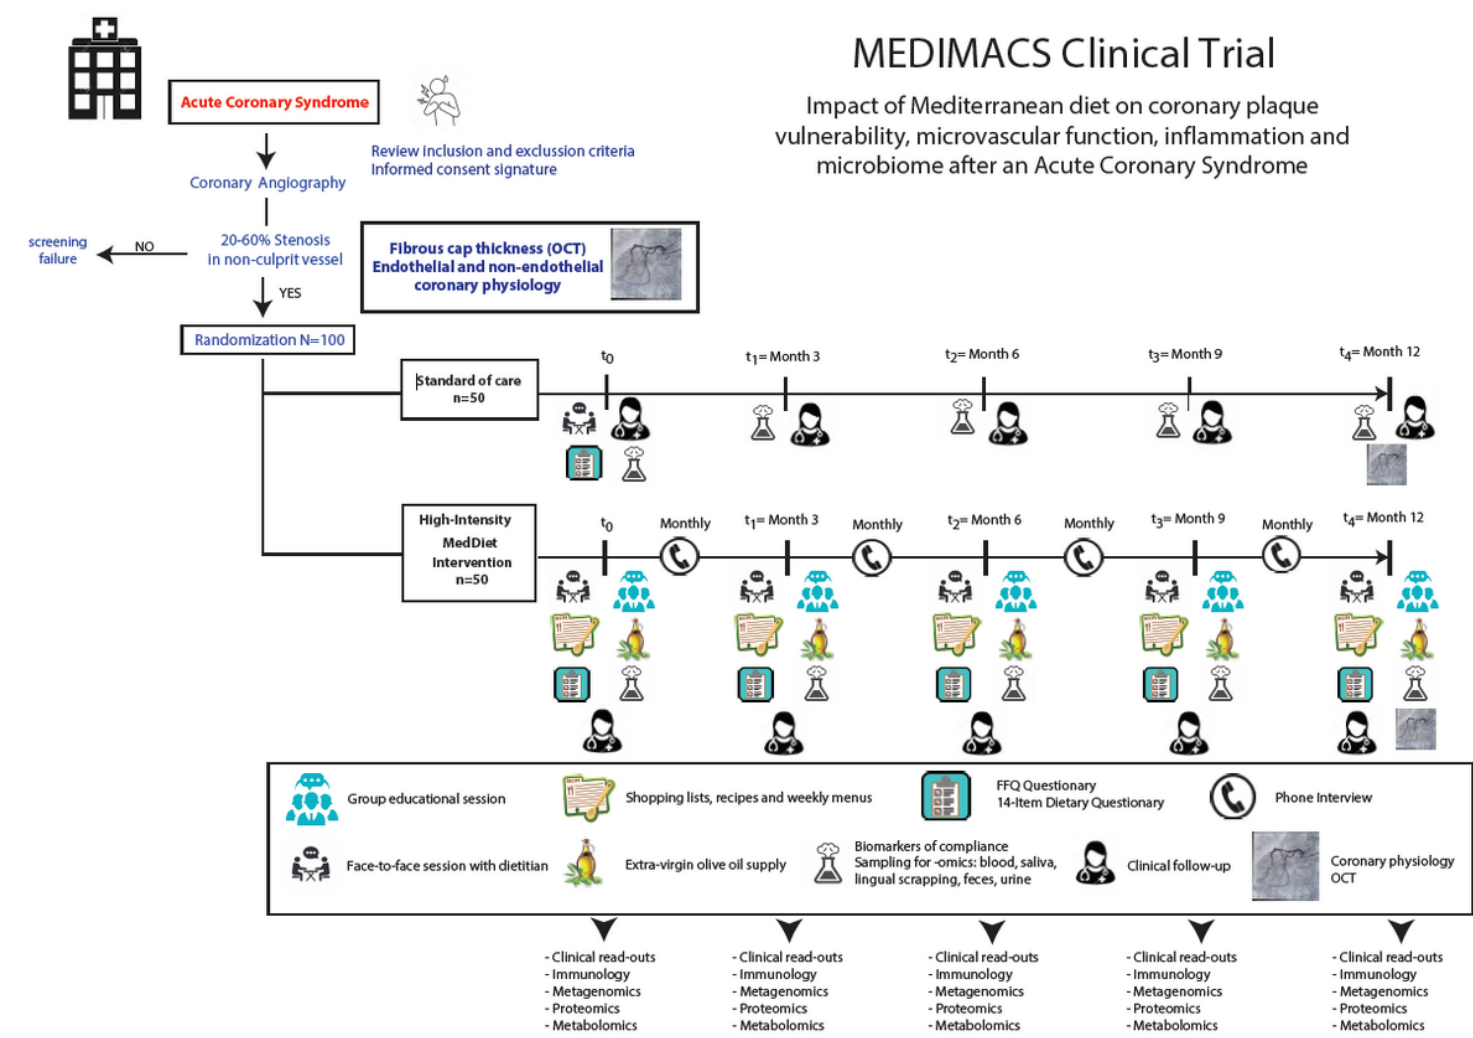 MEDIMACS Clinical Trial
Impact of Mediterranean diet on coronary plaque
vulnerability, microvascular function, inflammation and
microbiome after an Acute Coronary Syndrome
Acute Coronary Syndrome
Review inclusion and exclussion criteria
Informed consent signature
Coronary Angiography
20-60% Stenosis
in non-culprit vessel
NO
screening
failure
YES
Fibrous cap thickness (OCT)
Endothelial and non-endothelial
coronary physiology
Randomization N=100
Standard of care
n=50
t0
t1= Month 3
t2= Month 6
t3= Month 9
t4= Month 12
High-Intensity
MedDiet
Intervention
n=50
t0
Monthly
t1= Month 3
Monthly
t2= Month 6
Monthly
t3= Month 9
Monthly
t4= Month 12
Group educational session
Shopping lists, recipes and weekly menus
FFQ Questionary
14-Item Dietary Questionary
Phone Interview
Face-to-face session with dietitian
Extra-virgin olive oil supply
Biomarkers of compliance
Sampling for -omics: blood, saliva,
lingual scrapping, feces, urine
Clinical follow-up
Coronary physiology
OCT
- Clinical read-outs
- Immunology
- Metagenomics
- Proteomics
- Metabolomics
- Clinical read-outs
- Immunology
- Metagenomics
- Proteomics
- Metabolomics
- Clinical read-outs
- Immunology
- Metagenomics
- Proteomics
- Metabolomics
- Clinical read-outs
- Immunology
- Metagenomics
- Proteomics
- Metabolomics
- Clinical read-outs
- Immunology
- Metagenomics
- Proteomics
- Metabolomics